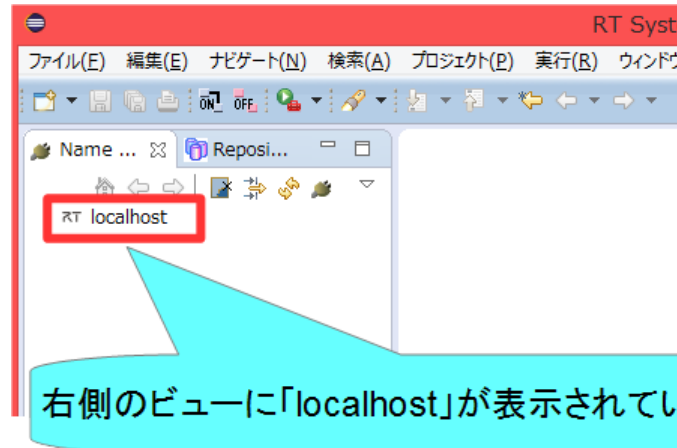 RT Syst
ファイル(F) 編集(E) ナビゲート(N) 検索(A) プロジェクト(P) 実行(R) ウィンドウ
ON OFF
Name ... Reposi...
RT localhost
右側のビューに「localhost」が表示されてい